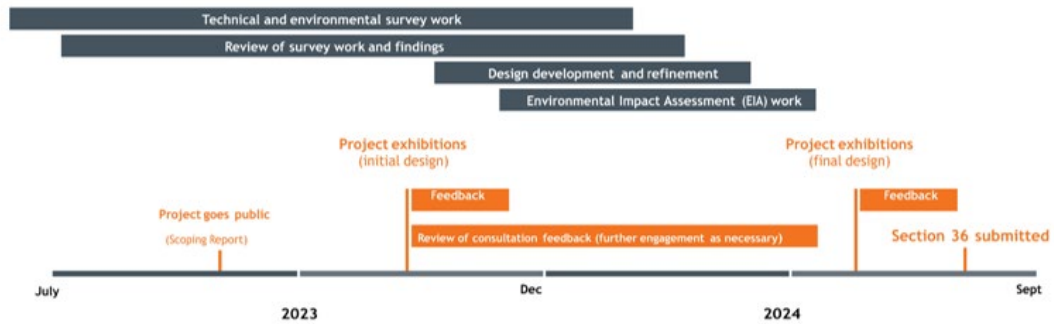 Technical and environmental survey work
Review of survey work and findings
Design development and refinement
Environmental Impact Assessment (EIA) work
Project exhibitions
(initial design)
Project exhibitions
(final design)
Feedback
Feedback
Project goes public
(Scoping Report)
Review of consultation feedback (further engagement as necessary)
Section 36 submitted
July
Dec
Sept
2023
2024